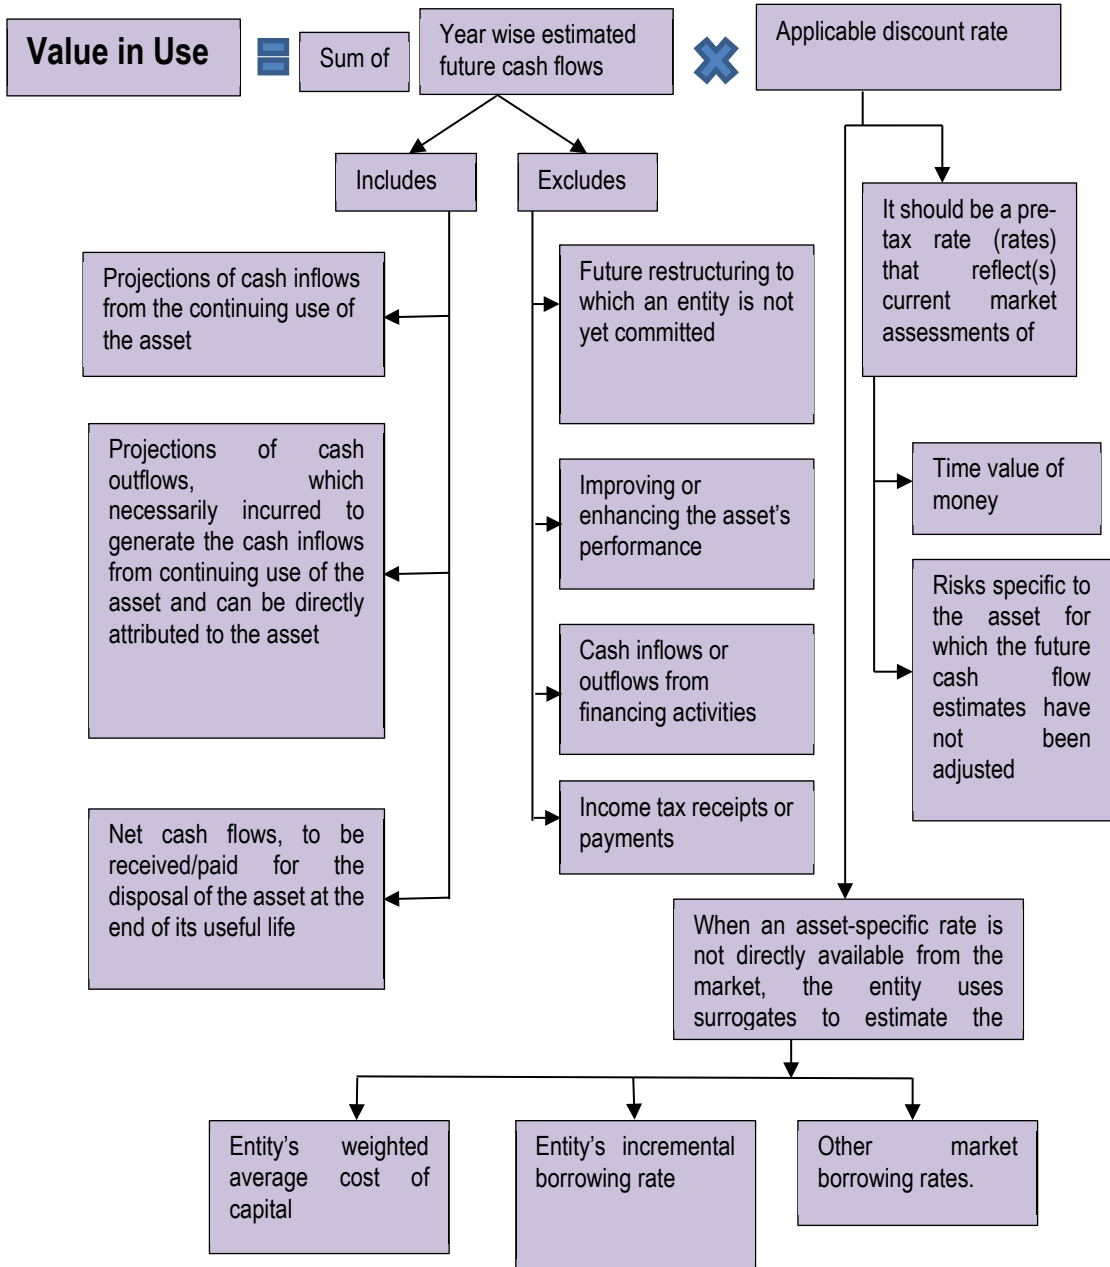 Value in Use
Sum of
Year wise estimated
future cash flows
Applicable discount rate
Includes
Excludes
Projections of cash inflows
from the continuing use of
the asset
Projections of cash
outflows, which
necessarily incurred to
generate the cash inflows
from continuing use of the
asset and can be directly
attributed to the asset
Net cash flows, to be
received/paid for the
disposal of the asset at the
end of its useful life
Future restructuring to
which an entity is not
yet committed
Improving or
enhancing the asset’s
performance
Cash inflows or
outflows from
financing activities
Income tax receipts or
payments
It should be a pre-
tax rate (rates)
that reflect(s)
current market
assessments of
Time value of
money
Risks specific to
the asset for
which the future
cash flow
estimates have
not been
adjusted
When an asset-specific rate is
not directly available from the
market, the entity uses
surrogates to estimate the
Entity’s weighted
average cost of
capital
Entity’s incremental
borrowing rate
Other market
borrowing rates.